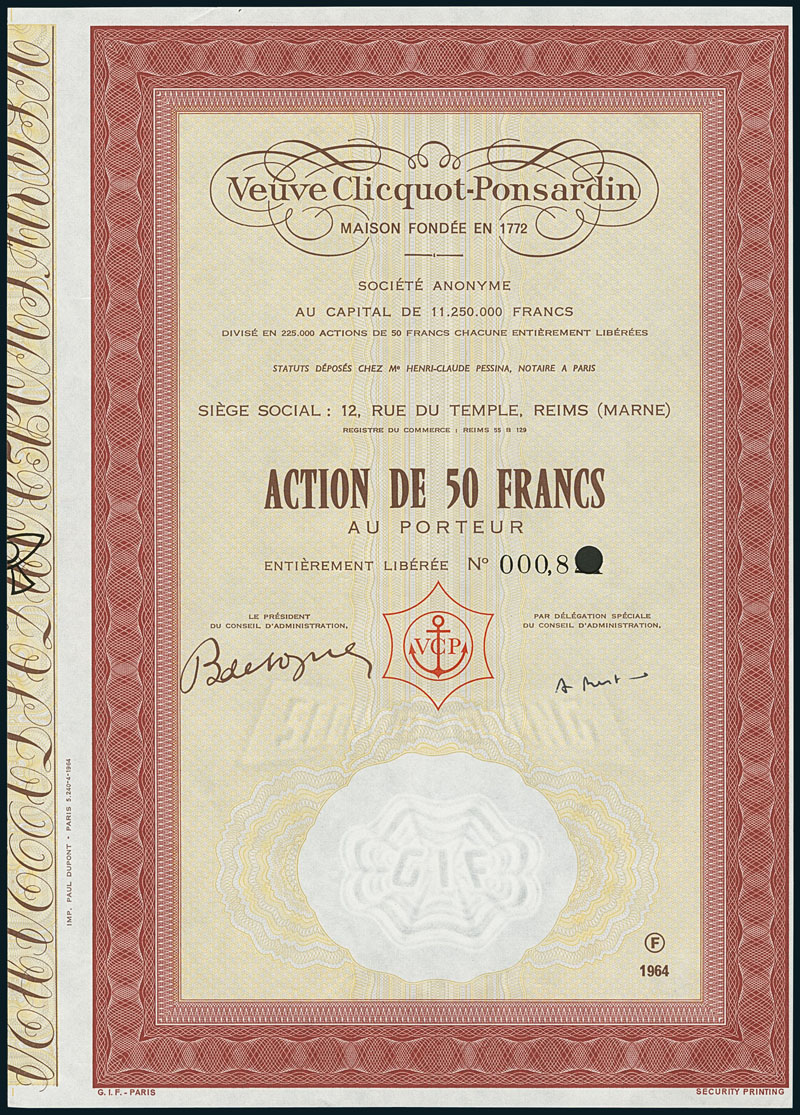 Veuve Clicquot-Ponsardin
MAISON FONDÉE EN 1772
SOCIÉTÉ ANONYME
AU CAPITAL DE 11.250.000 FRANCS
DIVISÉ EN 225.000 ACTIONS DE 50 FRANCS CHACUNE ENTIÈREMENT LIBÉRÉES
STATUTS DÉPOSÉS CHEZ Me HENRI-CLAUDE PESSINA, NOTAIRE A PARIS
SIÈGE SOCIAL : 12, RUE DU TEMPLE, REIMS (MARNE)
REGISTRE DU COMMERCE : REIMS 55 B 129
ACTION DE 50 FRANCS
AU PORTEUR
ENTIÈREMENT LIBÉRÉE No 000,8
LE PRÉSIDENT
DU CONSEIL D'ADMINISTRATION,
PAR DÉLÉGATION SPÉCIALE
DU CONSEIL D'ADMINISTRATION,
VCP
GIF
F
1964
IMP. PAUL DUPONT - PARIS 5.240-4-1964
G. I. F. - PARIS
SECURITY PRINTING